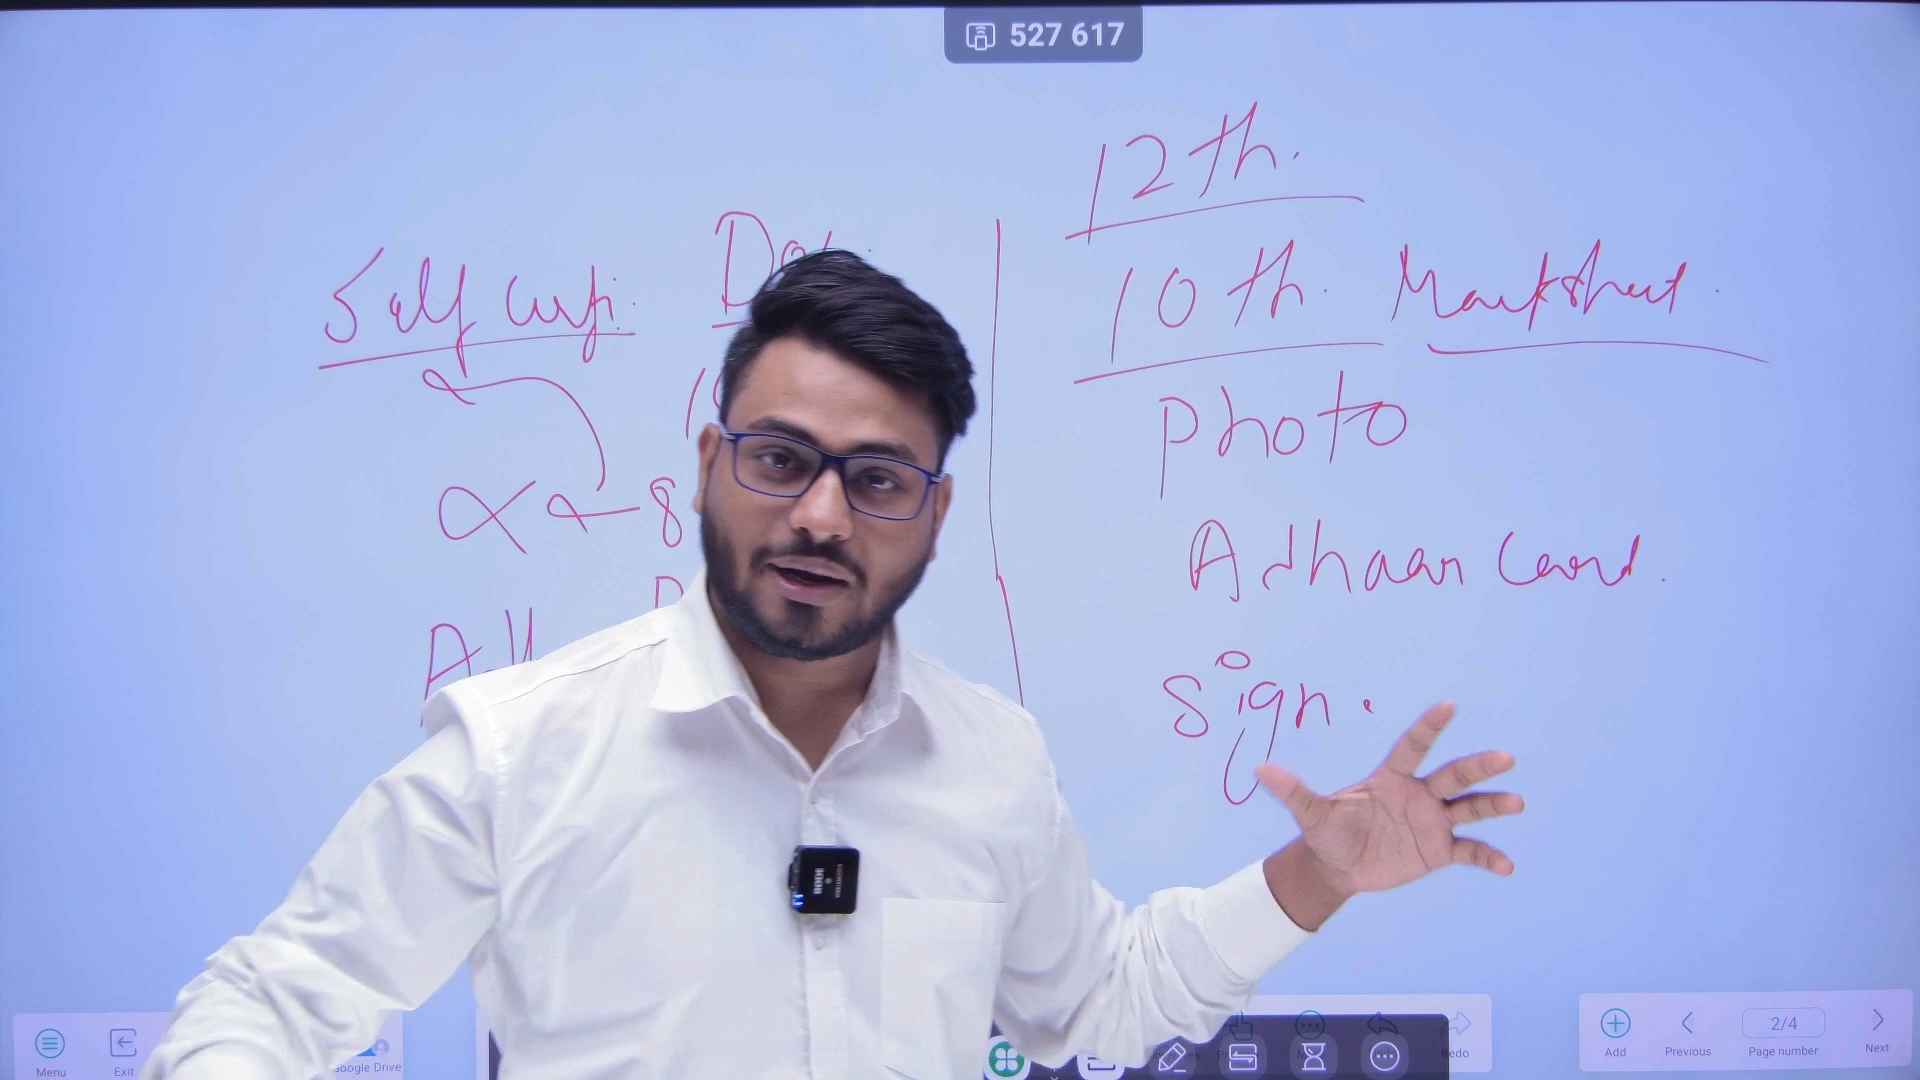 527 617
12th.
10th. Marksheet.
Photo
Adhaar Card.
Sign.
Self
8
Menu
Exit
Google Drive
Redo
Add
Previous
2/4
Page number
Next